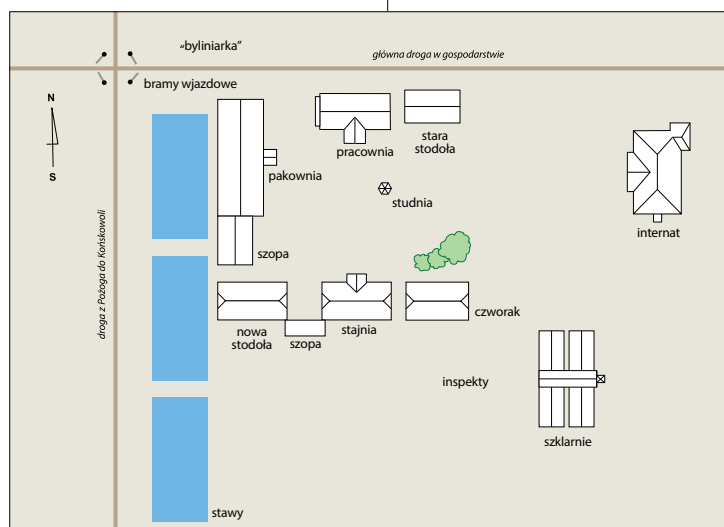 „byliniarka”
główna droga w gospodarstwie
bramy wjazdowe
N
S
pracownia
stara
stodoła
pakownia
studnia
internat
szopa
droga z Pożoga do Końskowoli
nowa
stodoła
szopa
stajnia
czworak
inspekty
szklarnie
stawy